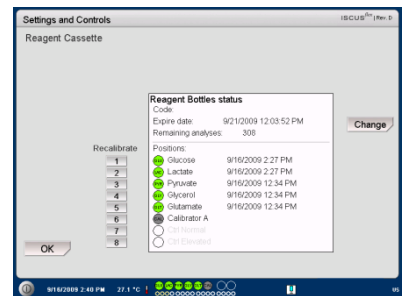 Settings and Controls
ISCUSflex | Rev. D
Reagent Cassette
Reagent Bottles status
Code:
Expire date: 9/21/2009 12:03:52 PM
Remaining analyses: 308
Change
Recalibrate
Positions:
1 Glucose 9/16/2009 2:27 PM
2 Lactate 9/16/2009 2:27 PM
3 Pyruvate 9/16/2009 12:34 PM
4 Glycerol 9/16/2009 12:34 PM
5 Glutamate 9/16/2009 12:34 PM
6 Calibrator A
7 Ctrl Normal
8 Ctrl Elevated
OK
9/16/2009 2:40 PM 27.1 °C
US